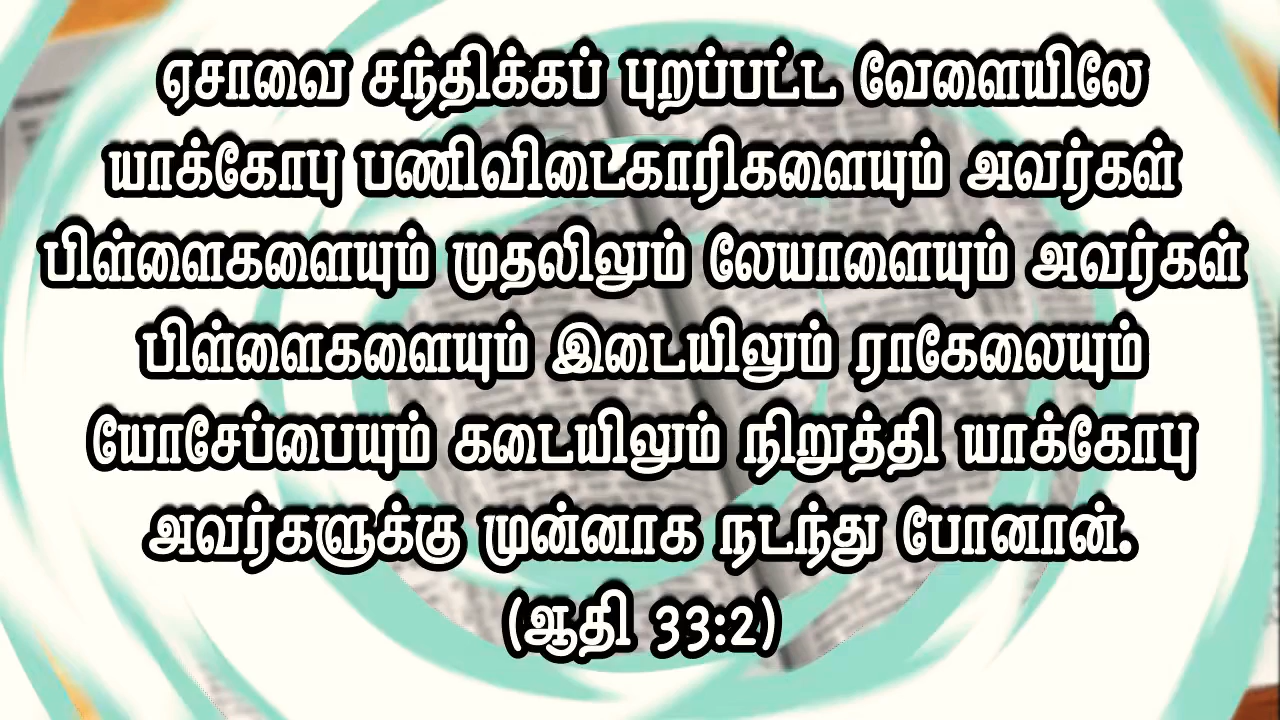 ஏசாவை சந்திக்கப் புறப்பட்ட வேளையிலே
யாக்கோபு பணிவிடைகாரிகளையும் அவர்கள்
பிள்ளைகளையும் முதலிலும் லேயாளையும் அவர்கள்
பிள்ளைகளையும் இடையிலும் ராகேலையும்
யோசேப்பையும் கடையிலும் நிறுத்தி யாக்கோபு
அவர்களுக்கு முன்னாக நடந்து போனான்.
(ஆதி 33:2)